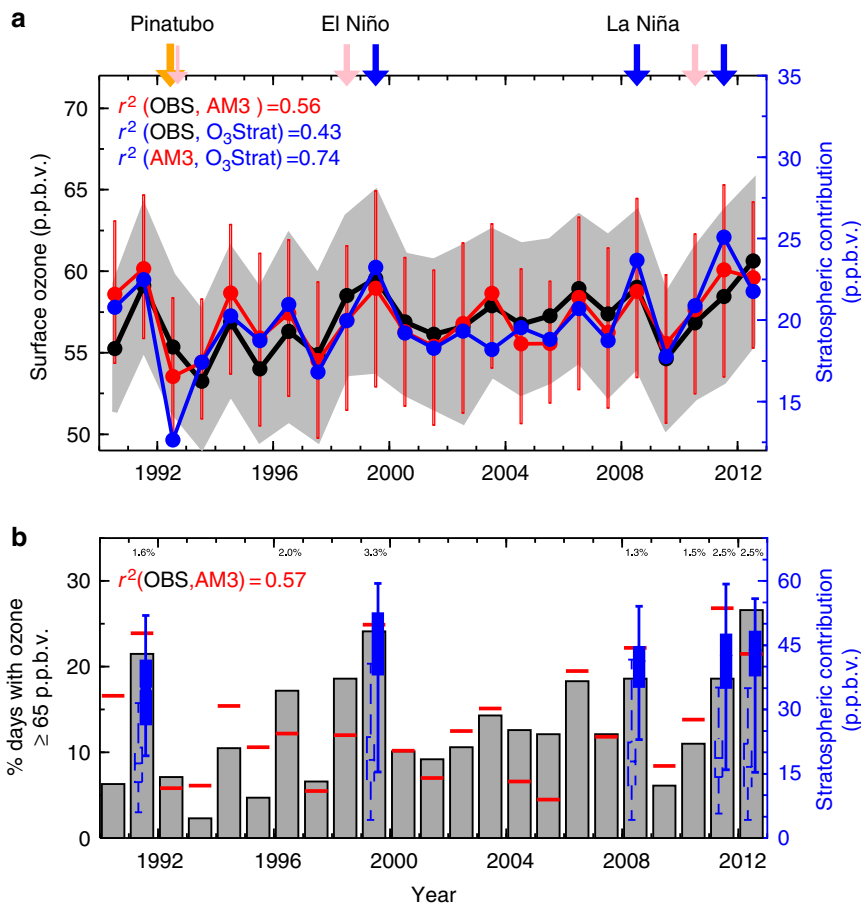 a
Pinatubo El Niño La Niña
r² (OBS, AM3 ) =0.56
r² (OBS, O₃Strat)=0.43
r² (AM3, O₃Strat)=0.74
Surface ozone (p.p.b.v.)
70
65
60
55
50
35
30
25
20
15
Stratospheric contribution
(p.p.b.v.)
1992 1996 2000 2004 2008 2012
b
1.6% 2.0% 3.3% 1.3% 1.5% 2.5% 2.5%
r²(OBS,AM3) = 0.57
% days with ozone
≥ 65 p.p.b.v.
30
20
10
0
60
45
30
15
0
Stratospheric contribution
(p.p.b.v.)
1992 1996 2000 2004 2008 2012
Year